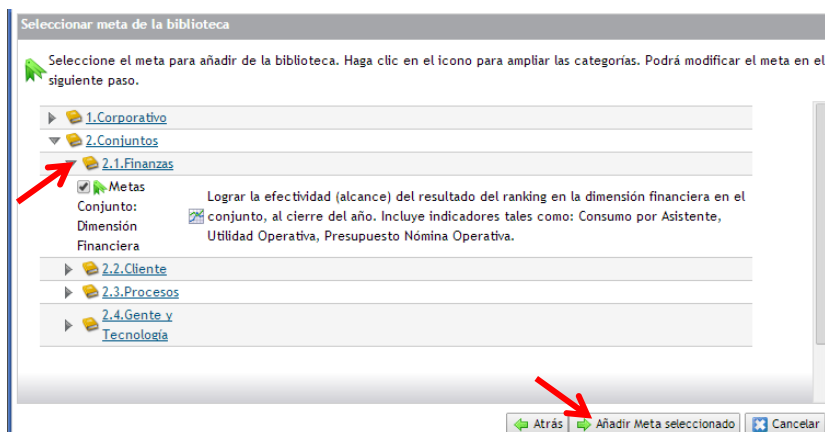 Seleccionar meta de la biblioteca
Seleccione el meta para añadir de la biblioteca. Haga clic en el icono para ampliar las categorías. Podrá modificar el meta en el
siguiente paso.
1.Corporativo
2.Conjuntos
2.1.Finanzas
Metas
Conjunto:
Dimensión
Financiera
Lograr la efectividad (alcance) del resultado del ranking en la dimensión financiera en el
conjunto, al cierre del año. Incluye indicadores tales como: Consumo por Asistente,
Utilidad Operativa, Presupuesto Nómina Operativa.
2.2.Cliente
2.3.Procesos
2.4.Gente y
Tecnología
Atrás
Añadir Meta seleccionado
Cancelar